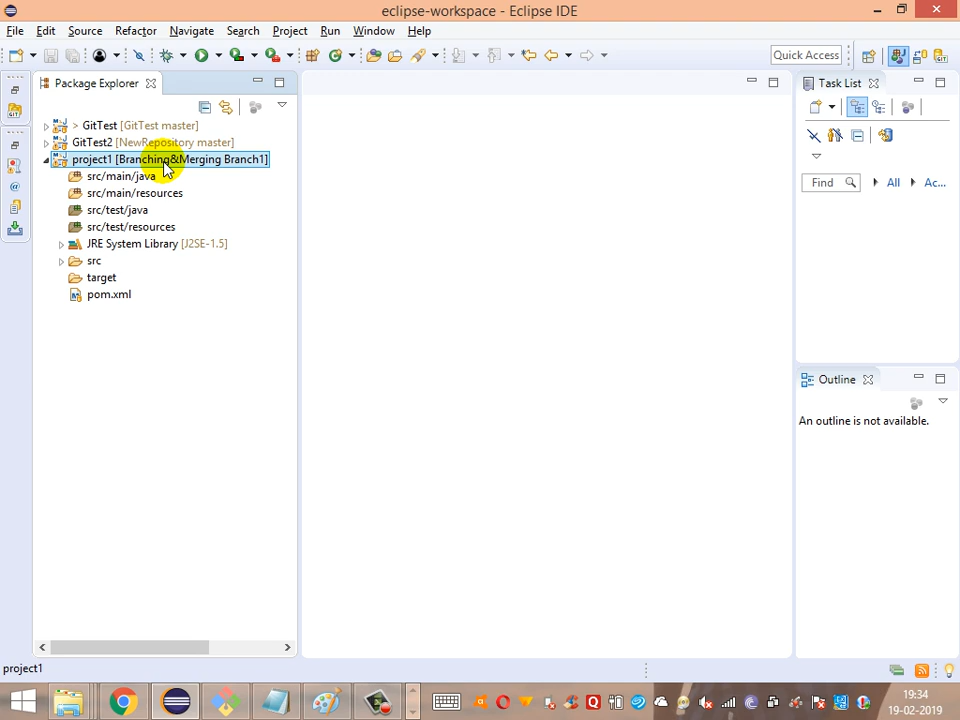 eclipse-workspace - Eclipse IDE
File Edit Source Refactor Navigate Search Project Run Window Help
Quick Access
Package Explorer
> GitTest [GitTest master]
GitTest2 [NewRepository master]
project1 [Branching&Merging Branch1]
src/main/java
src/main/resources
src/test/java
src/test/resources
JRE System Library [J2SE-1.5]
src
target
pom.xml
Task List
Find All Ac...
Outline
An outline is not available.
project1
19:34
19-02-2019